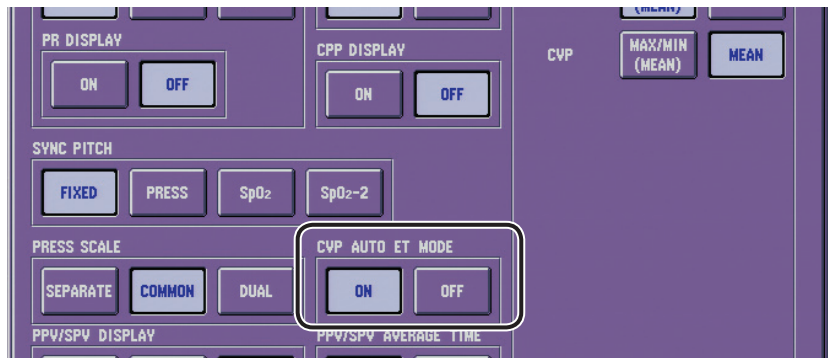 (MEAN)
PR DISPLAY
ON OFF
CPP DISPLAY
ON OFF
CVP
MAX/MIN
(MEAN)
MEAN
SYNC PITCH
FIXED PRESS SpO₂ SpO₂-2
PRESS SCALE
SEPARATE COMMON DUAL
CVP AUTO ET MODE
ON OFF
PPV/SPV DISPLAY
PPV/SPV AVERAGE TIME